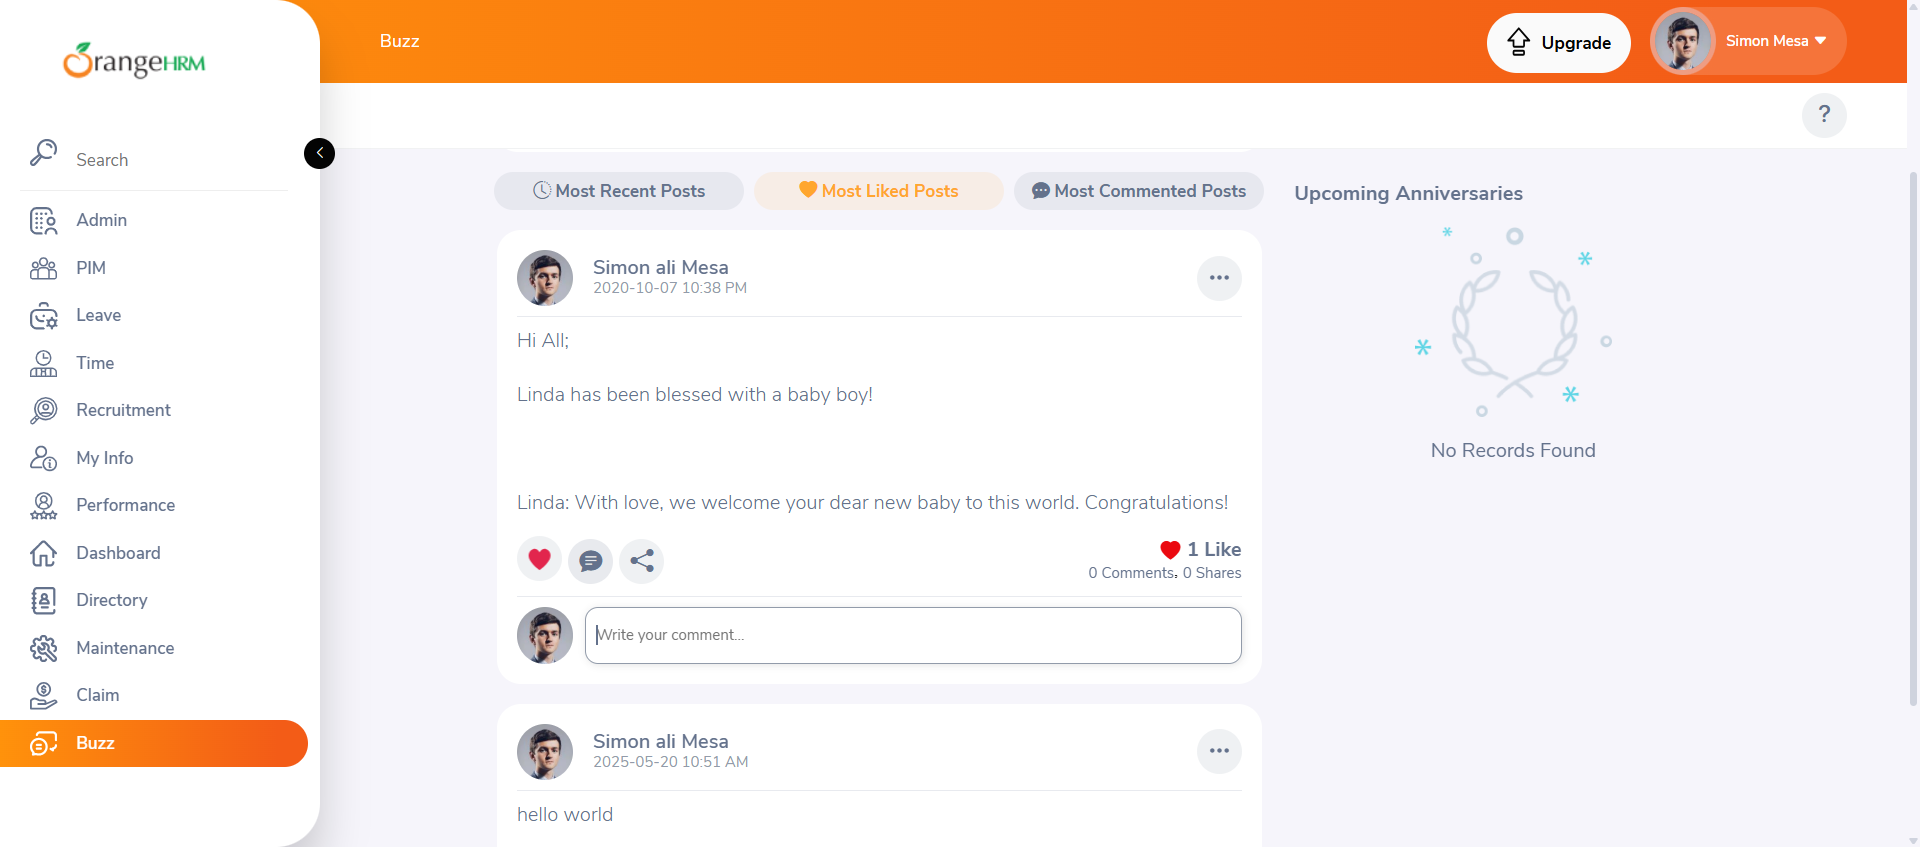 OrangeHRM
Buzz
Upgrade
Simon Mesa
?
Search
Admin
PIM
Leave
Time
Recruitment
My Info
Performance
Dashboard
Directory
Maintenance
Claim
Buzz
Most Recent Posts
Most Liked Posts
Most Commented Posts
Simon ali Mesa
2020-10-07 10:38 PM
Hi All;
Linda has been blessed with a baby boy!
Linda: With love, we welcome your dear new baby to this world. Congratulations!
1 Like
0 Comments, 0 Shares
Write your comment...
Simon ali Mesa
2025-05-20 10:51 AM
hello world
Upcoming Anniversaries
No Records Found